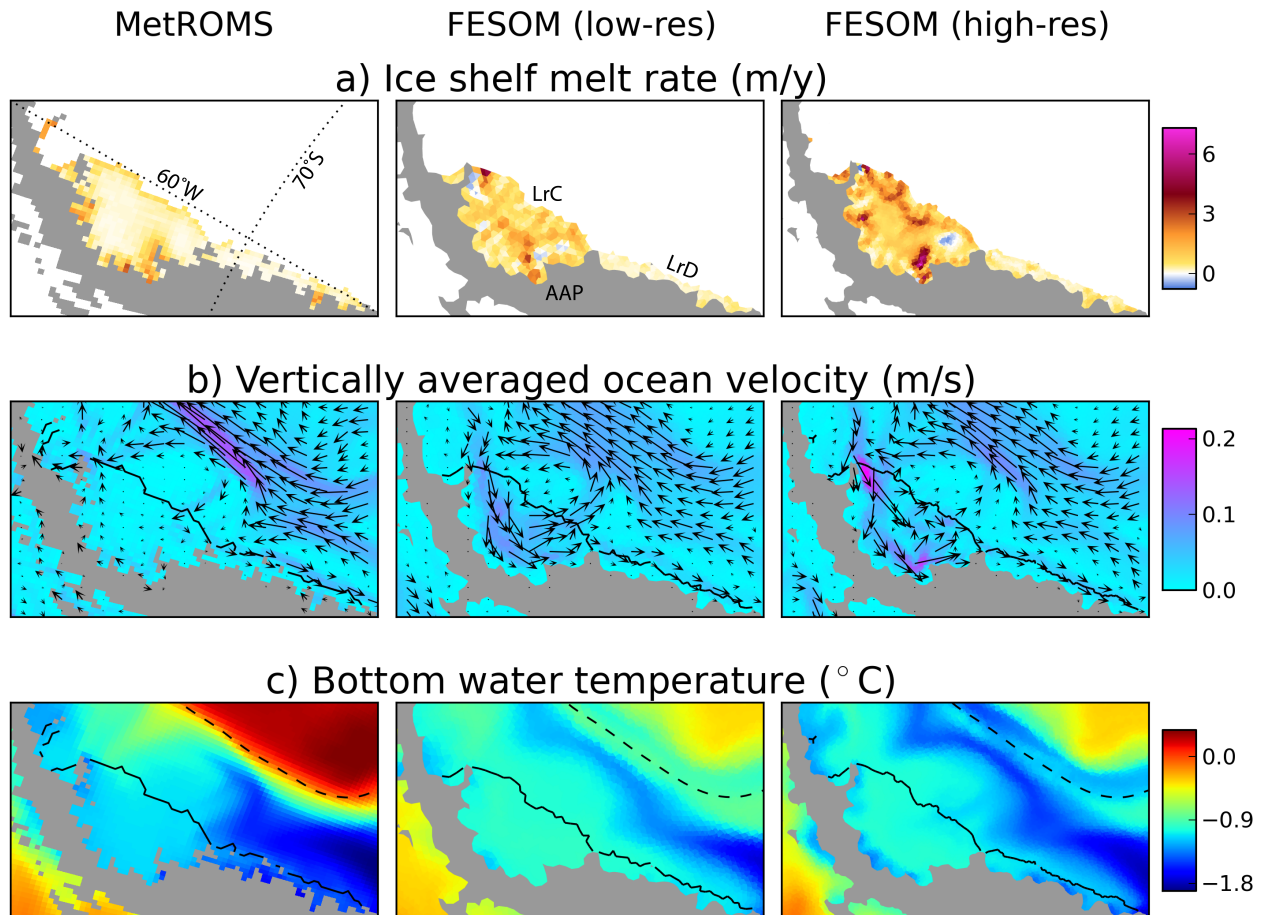 MetROMS FESOM (low-res) FESOM (high-res)
a) Ice shelf melt rate (m/y)
60°W
70°S
LrC
LrD
AAP
6
3
0
b) Vertically averaged ocean velocity (m/s)
0.2
0.1
0.0
c) Bottom water temperature (°C)
0.0
−0.9
−1.8